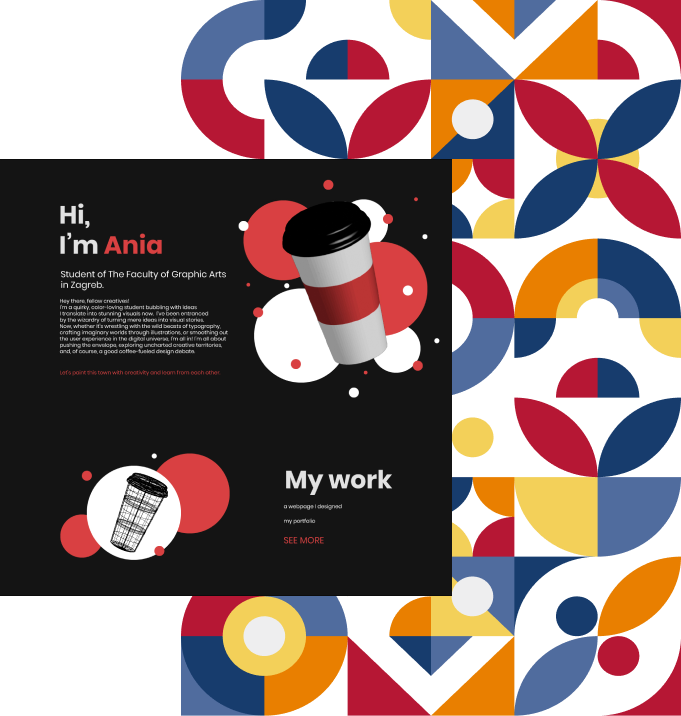 Hi,
I'm Ania
Student of The Faculty of Graphic Arts
in Zagreb.
Hey there, fellow creatives!
I'm a quirky, color-loving student bubbling with ideas
I translate into stunning visuals now. I've been entranced
by the wizardry of turning mere ideas into visual stories.
Now, whether it's wrestling with the wild beasts of typography,
crafting imaginary worlds through illustrations, or smoothing out
the user experience in the digital universe, I'm all in! I'm all about
pushing the envelops, exploring uncharted creative territories,
and, of course, a good coffee-fueled design debate.
Let's paint this town with creativity and learn from each other
My work
a webpage I designed
my portfolio
SEE MORE